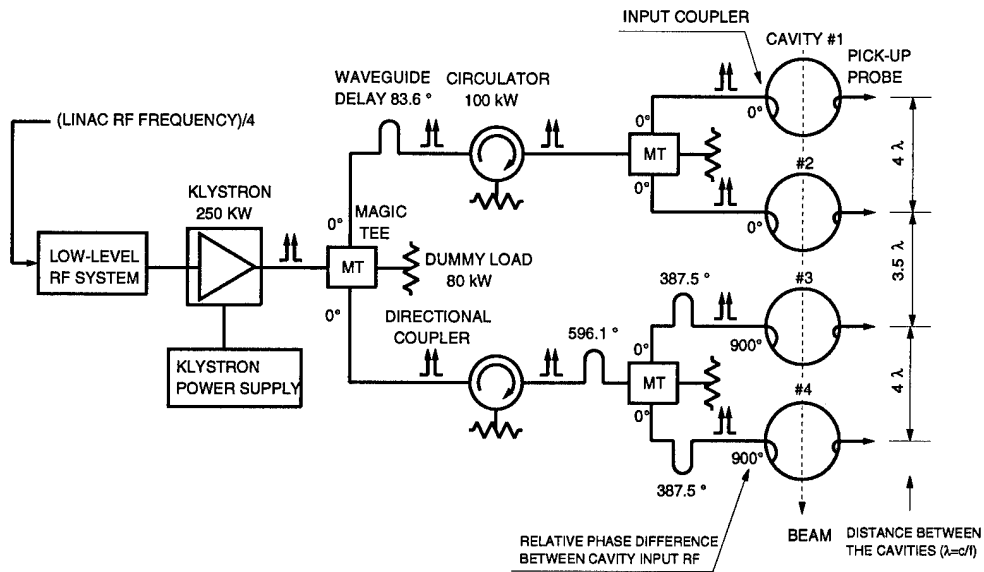 INPUT COUPLER
CAVITY #1
PICK-UP
PROBE
WAVEGUIDE
DELAY 83.6 °
CIRCULATOR
100 kW
(LINAC RF FREQUENCY)/4
0°
0°
4 λ
MT
KLYSTRON
250 KW
0°
#2
MAGIC
TEE
0°
0°
LOW-LEVEL
RF SYSTEM
MT
DUMMY LOAD
80 kW
3.5 λ
387.5 °
#3
0°
DIRECTIONAL
COUPLER
596.1 °
0°
900°
KLYSTRON
POWER SUPPLY
MT
4 λ
#4
0°
900°
387.5 °
BEAM
RELATIVE PHASE DIFFERENCE
BETWEEN CAVITY INPUT RF
DISTANCE BETWEEN
THE CAVITIES (λ=c/f)